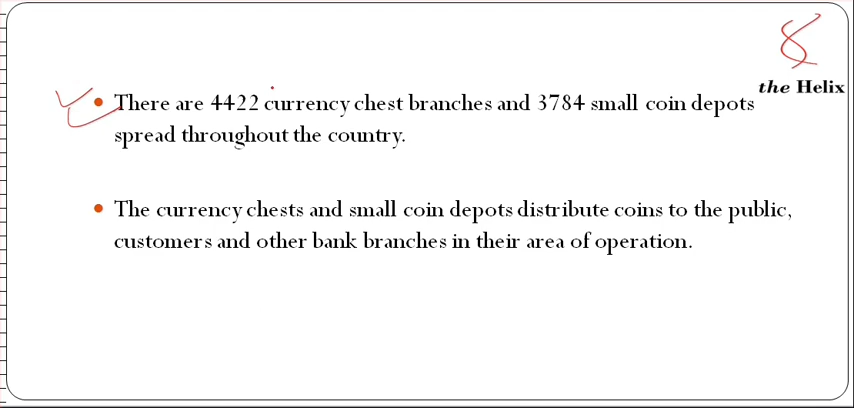 the Helix
There are 4422 currency chest branches and 3784 small coin depots
spread throughout the country.
The currency chests and small coin depots distribute coins to the public,
customers and other bank branches in their area of operation.